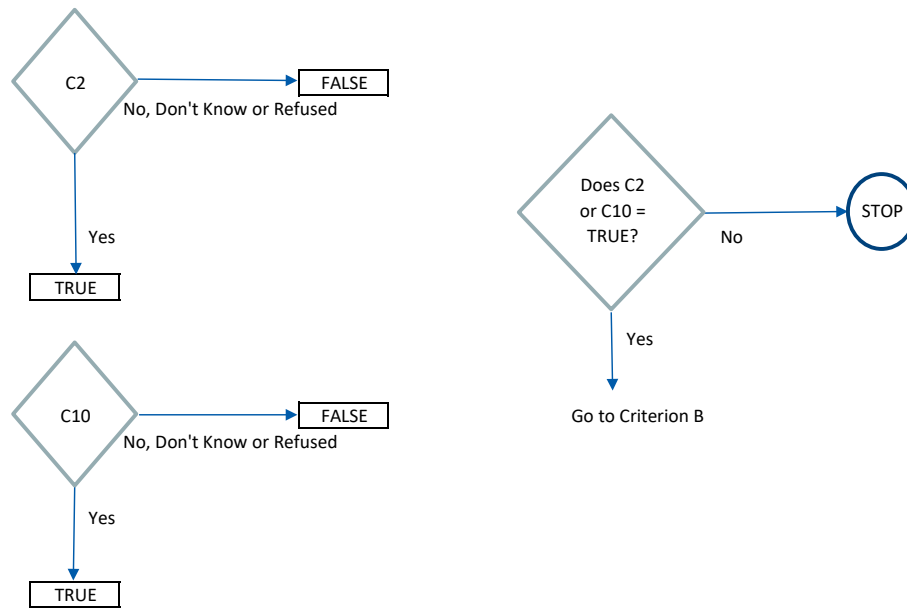 C2
FALSE
No, Don't Know or Refused
Yes
TRUE
C10
FALSE
No, Don't Know or Refused
Yes
TRUE
Does C2
or C10 =
TRUE?
STOP
No
Yes
Go to Criterion B